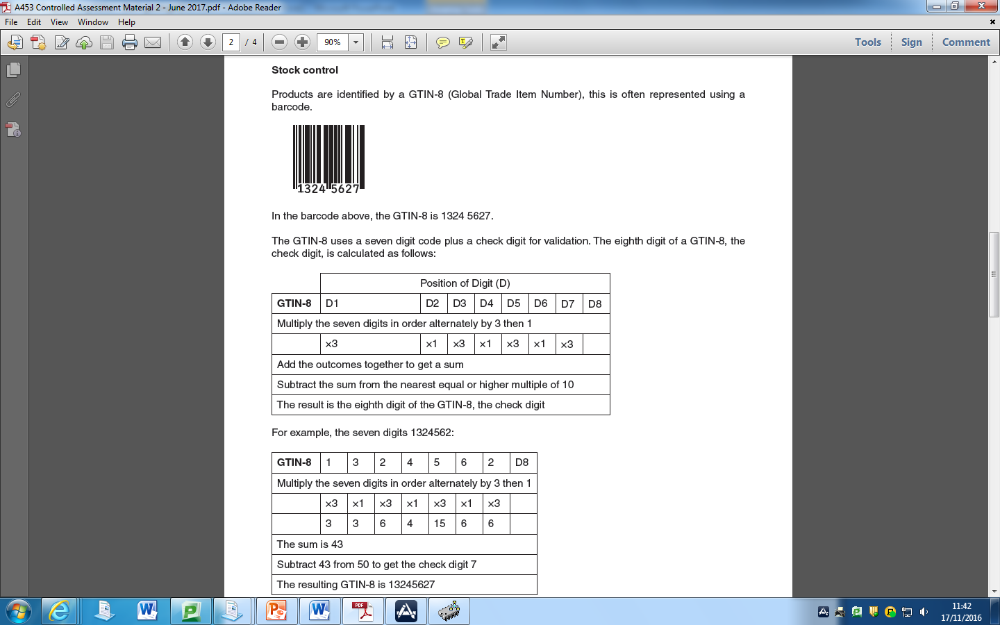 A453 Controlled Assessment Material 2 - June 2017.pdf - Adobe Reader
File Edit View Window Help
2 / 4 90% Tools Sign Comment
Stock control
Products are identified by a GTIN-8 (Global Trade Item Number), this is often represented using a
barcode.
1324 5627
In the barcode above, the GTIN-8 is 1324 5627.
The GTIN-8 uses a seven digit code plus a check digit for validation. The eighth digit of a GTIN-8, the
check digit, is calculated as follows:
Position of Digit (D)
GTIN-8 D1 D2 D3 D4 D5 D6 D7 D8
Multiply the seven digits in order alternately by 3 then 1
×3 ×1 ×3 ×1 ×3 ×1 ×3
Add the outcomes together to get a sum
Subtract the sum from the nearest equal or higher multiple of 10
The result is the eighth digit of the GTIN-8, the check digit
For example, the seven digits 1324562:
GTIN-8 1 3 2 4 5 6 2 D8
Multiply the seven digits in order alternately by 3 then 1
×3 ×1 ×3 ×1 ×3 ×1 ×3
3 3 6 4 15 6 6
The sum is 43
Subtract 43 from 50 to get the check digit 7
The resulting GTIN-8 is 13245627
PDF
11:42
17/11/2016